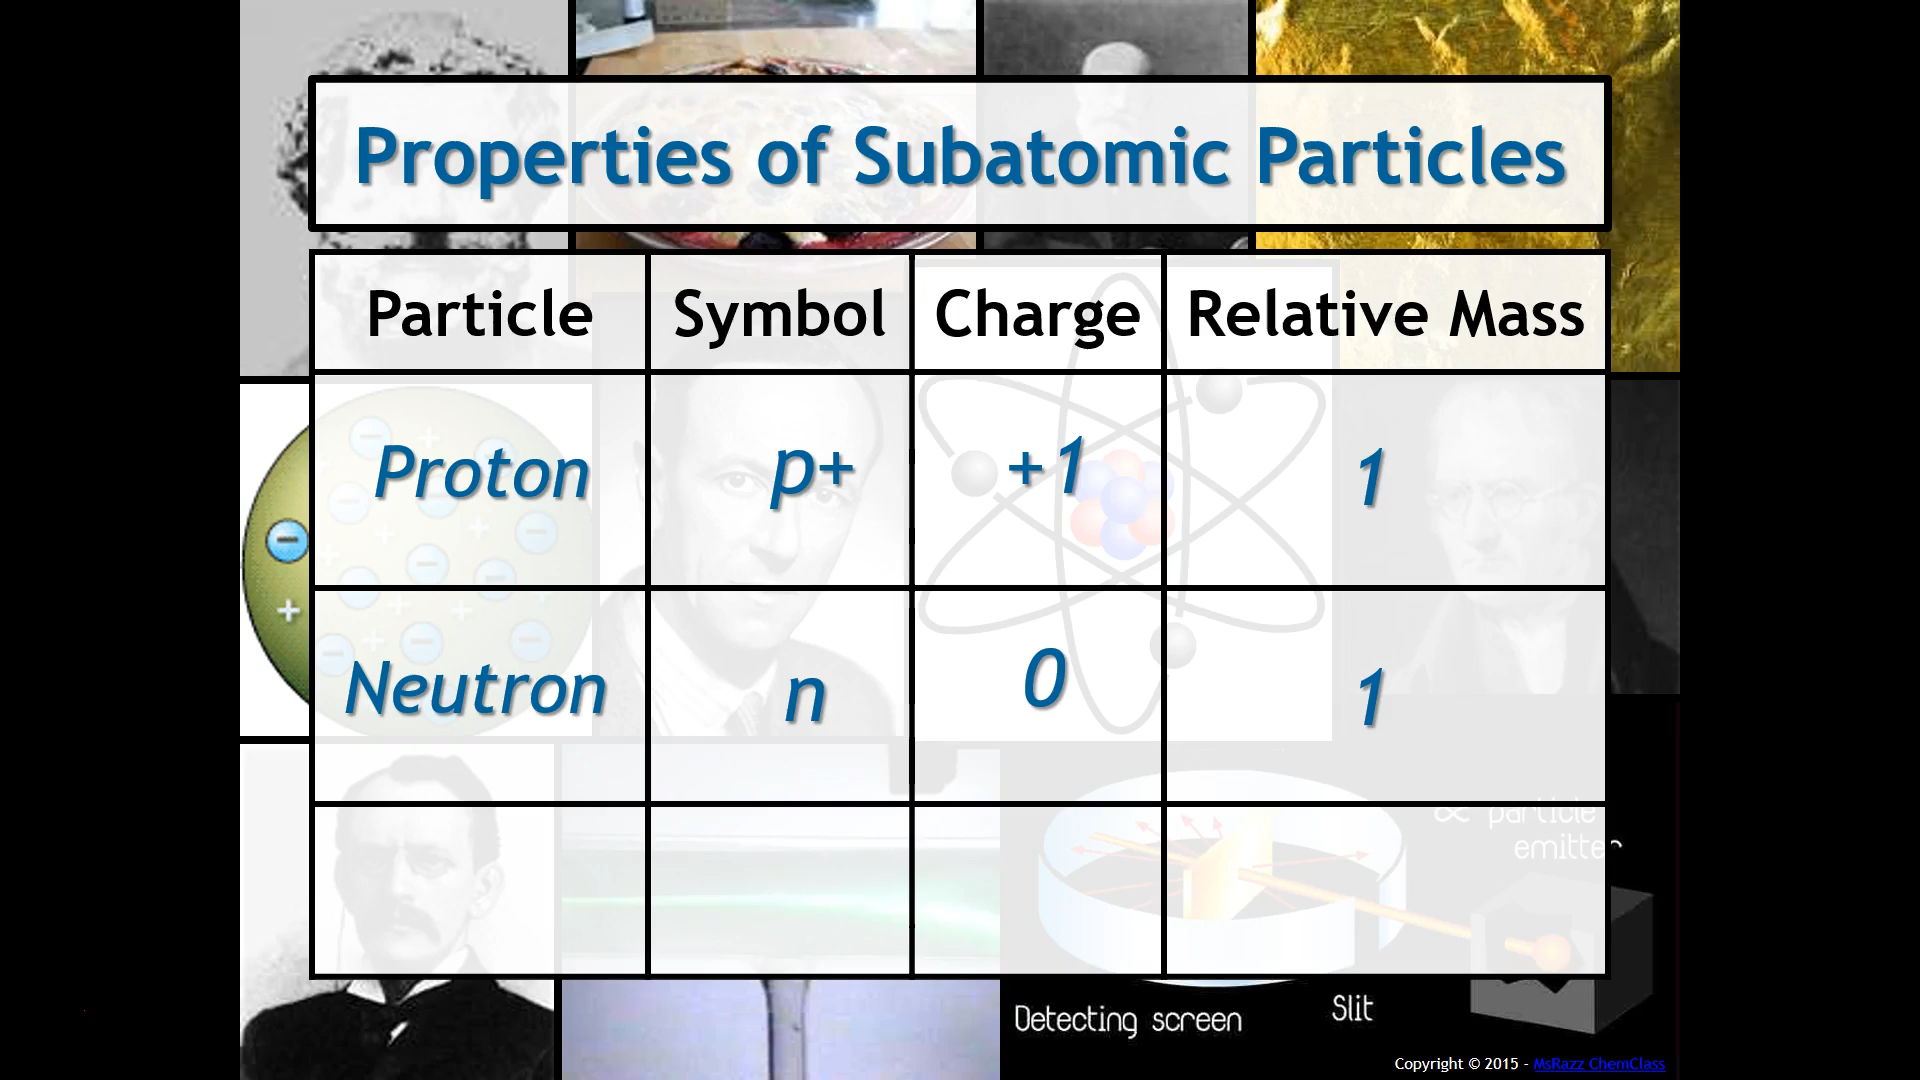 Properties of Subatomic Particles
Particle Symbol Charge Relative Mass
Proton p+ +1 1
Neutron n 0 1
∝ particle
emitter
Detecting screen
Slit
Copyright © 2015 - MsRazz ChemClass